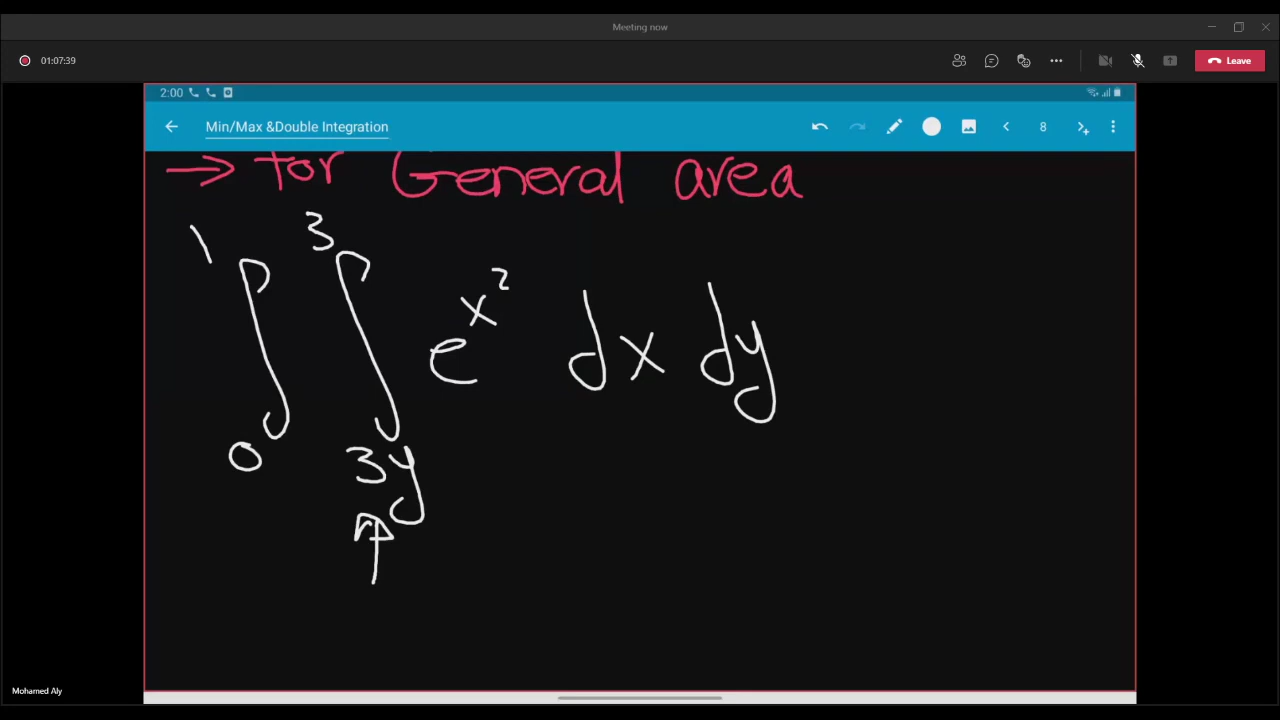 Meeting now
01:07:39
Leave
2:00
Min/Max &Double Integration
8
→ for General area
1 3
∫ ∫ e^x² dx dy
0 3y
↑
Mohamed Aly